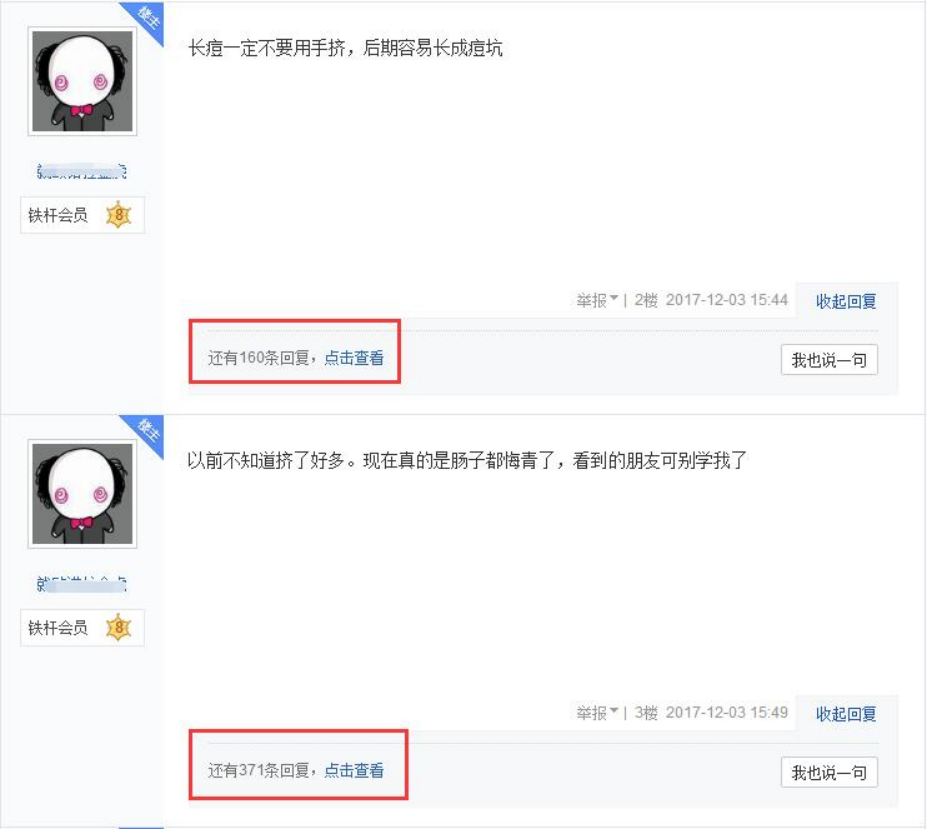 楼主
长痘一定不要用手挤，后期容易长成痘坑
铁杆会员 8
举报 | 2楼 2017-12-03 15:44 收起回复
还有160条回复，点击查看
我也说一句
楼主
以前不知道挤了好多。现在真的是肠子都悔青了，看到的朋友可别学我了
铁杆会员 8
举报 | 3楼 2017-12-03 15:49 收起回复
还有371条回复，点击查看
我也说一句